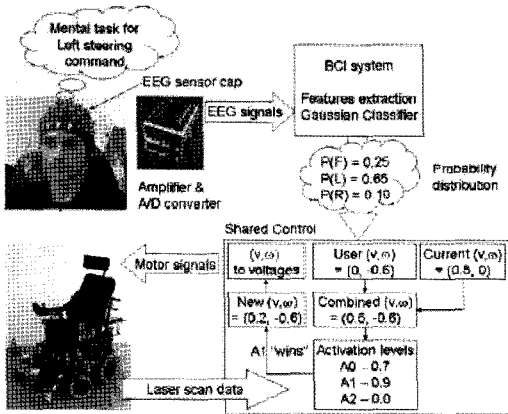 Mental task for
Left steering
command
EEG sensor cap
EEG signals
Amplifier &
A/D converter
BCI system
Features extraction
Gaussian Classifier
P(F) = 0.25
P(L) = 0.65
P(R) = 0.10
Probability
distribution
Shared Control
Motor signals
(v,ω)
to voltages
User (v,ω)
= (0, -0.6)
Current (v,ω)
= (0.5, 0)
New (v,ω)
= (0.2, -0.6)
Combined (v,ω)
= (0.5, -0.6)
A1 "wins"
Activation levels
A0 – 0.7
A1 – 0.9
A2 – 0.0
Laser scan data